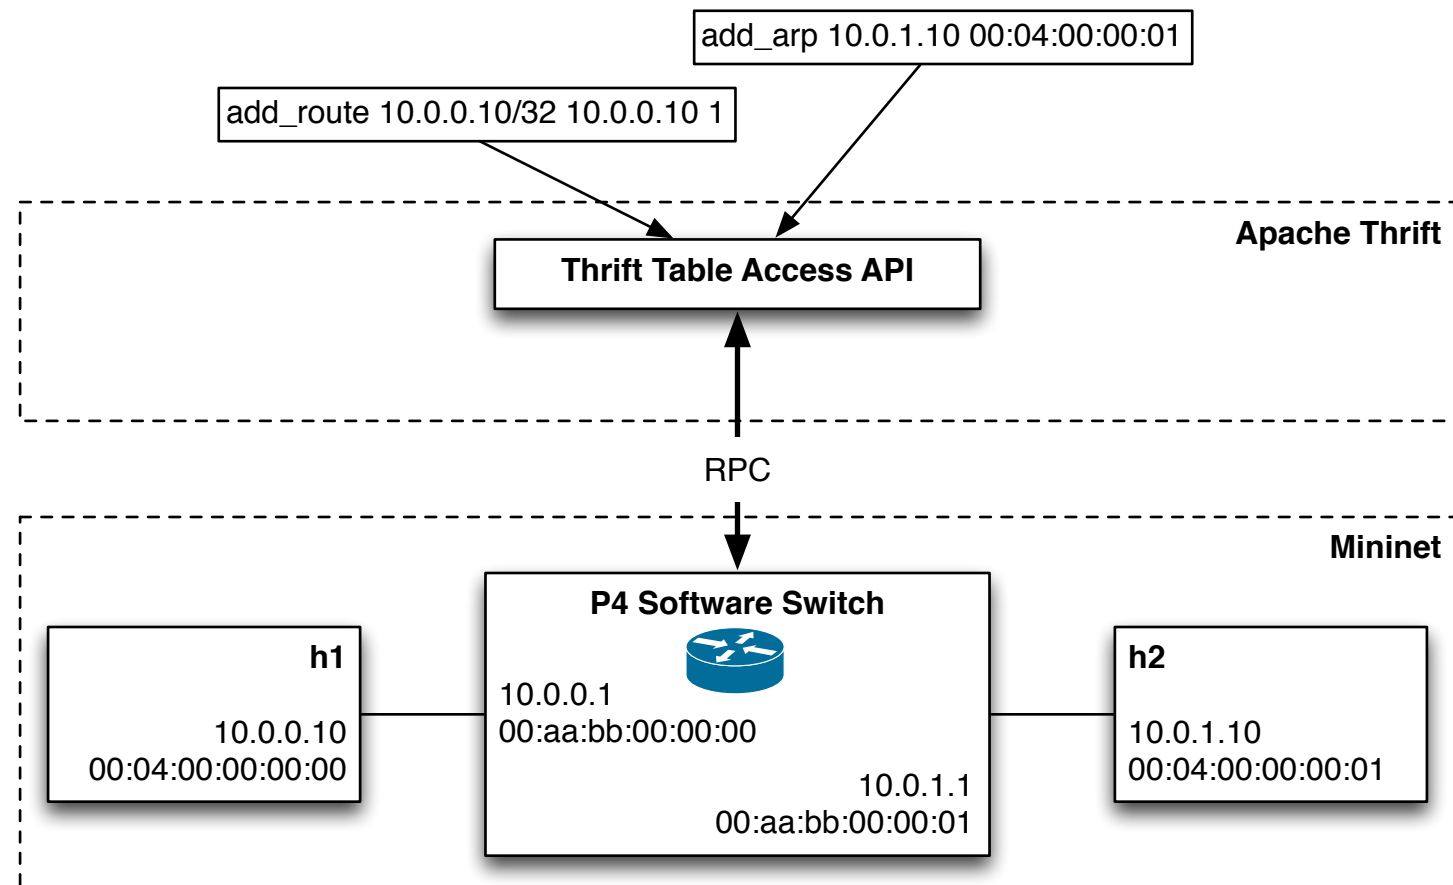 add_arp 10.0.1.10 00:04:00:00:01
add_route 10.0.0.10/32 10.0.0.10 1
Apache Thrift
Thrift Table Access API
RPC
Mininet
P4 Software Switch
h1
10.0.0.10
00:04:00:00:00:00
10.0.0.1
00:aa:bb:00:00:00
10.0.1.1
00:aa:bb:00:00:01
h2
10.0.1.10
00:04:00:00:00:01